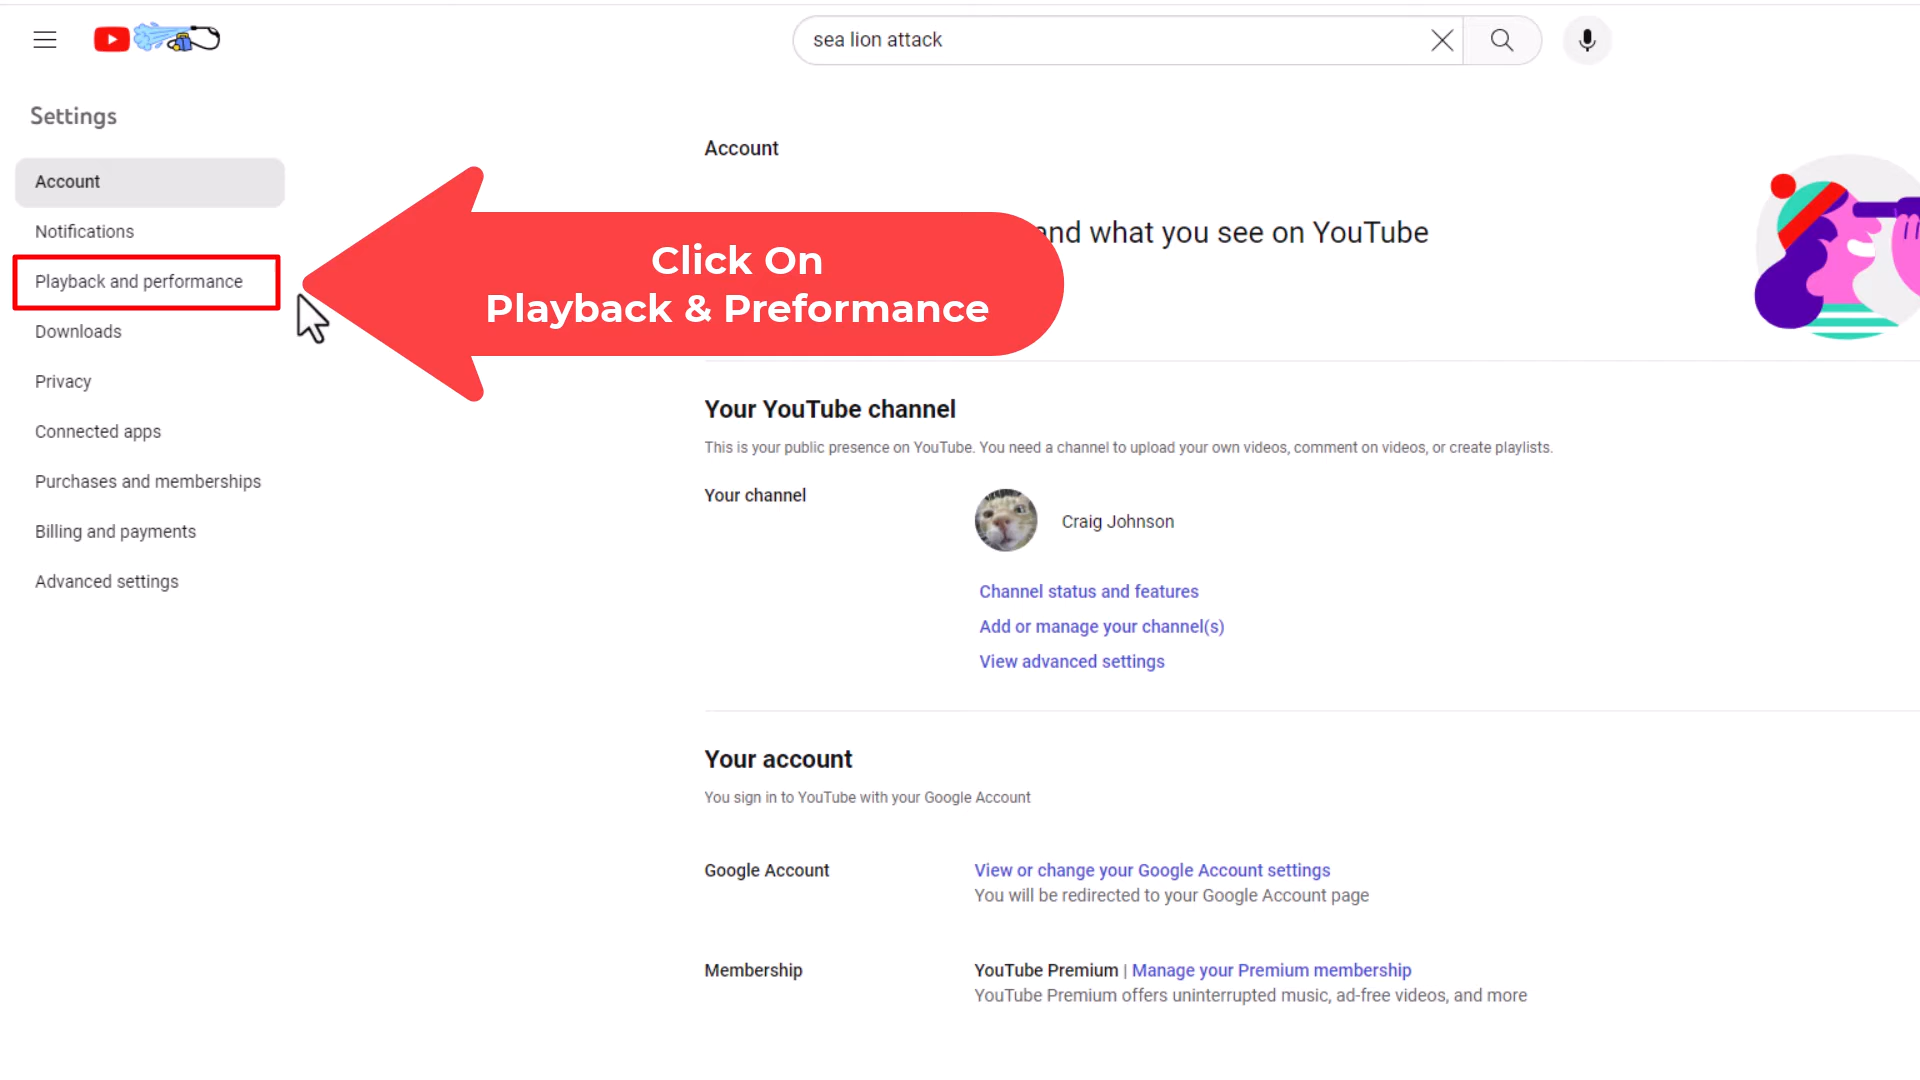 sea lion attack
Settings
Account
Notifications
Playback and performance
Downloads
Privacy
Connected apps
Purchases and memberships
Billing and payments
Advanced settings
Click On
Playback & Preformance
Account
and what you see on YouTube
Your YouTube channel
This is your public presence on YouTube. You need a channel to upload your own videos, comment on videos, or create playlists.
Your channel
Craig Johnson
Channel status and features
Add or manage your channel(s)
View advanced settings
Your account
You sign in to YouTube with your Google Account
Google Account
View or change your Google Account settings
You will be redirected to your Google Account page
Membership
YouTube Premium | Manage your Premium membership
YouTube Premium offers uninterrupted music, ad-free videos, and more